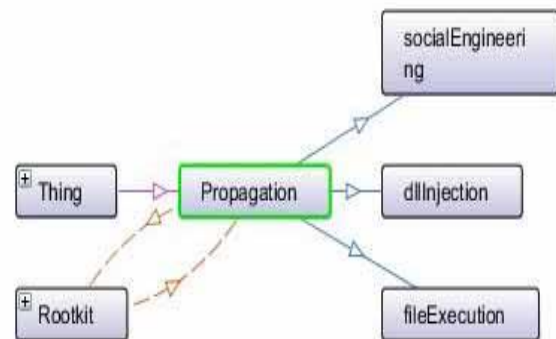 socialEngineeri
ng
Thing
Propagation
dllInjection
Rootkit
fileExecution